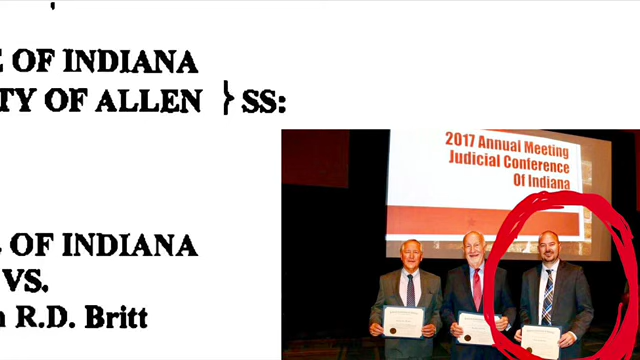 E OF INDIANA
TY OF ALLEN } SS:
2017 Annual Meeting
Judicial Conference
Of Indiana
E OF INDIANA
VS.
n R.D. Britt